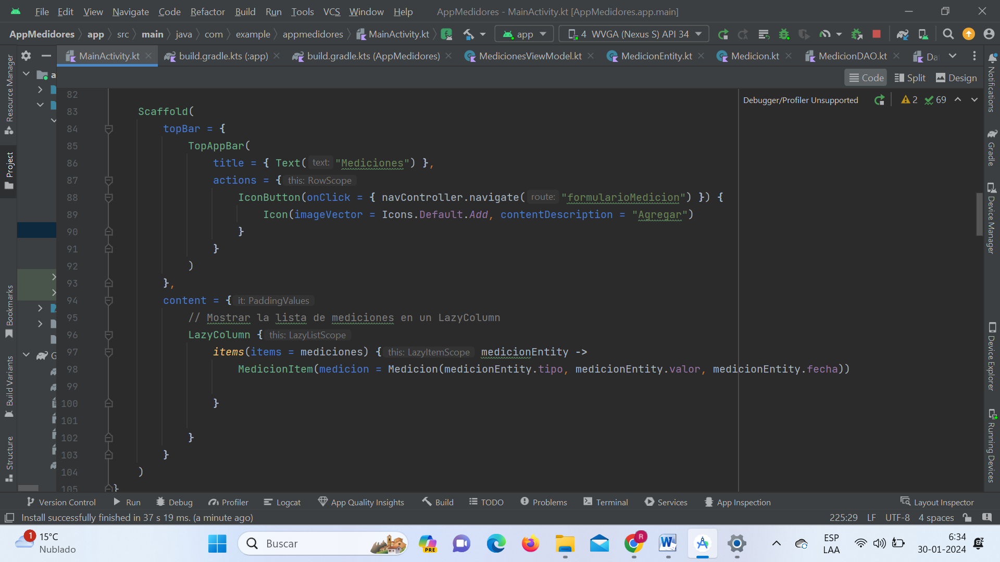 File Edit View Navigate Code Refactor Build Run Tools VCS Window Help AppMedidores - MainActivity.kt [AppMedidores.app.main]
AppMedidores app src main java com example appmedidores MainActivity.kt app 4 WVGA (Nexus S) API 34
MainActivity.kt build.gradle.kts (:app) build.gradle.kts (AppMedidores) MedicionesViewModel.kt MedicionEntity.kt Medicion.kt MedicionDAO.kt Da
Code Split Design
Debugger/Profiler Unsupported 2 69
82
83 Scaffold(
84 topBar = {
85 TopAppBar(
86 title = { Text( text: "Mediciones") },
87 actions = { this: RowScope
88 IconButton(onClick = { navController.navigate( route: "formularioMedicion") }) {
89 Icon(imageVector = Icons.Default.Add, contentDescription = "Agregar")
90 }
91 }
92 )
93 },
94 content = { it: PaddingValues
95 // Mostrar la lista de mediciones en un LazyColumn
96 LazyColumn { this: LazyListScope
97 items(items = mediciones) { this: LazyItemScope medicionEntity ->
98 MedicionItem(medicion = Medicion(medicionEntity.tipo, medicionEntity.valor, medicionEntity.fecha))
99
100 }
101
102 }
103 }
104 )
105 }
Resource Manager
Project
Bookmarks
Build Variants
Structure
a
G
Notifications
Gradle
Device Manager
Device Explorer
Running Devices
Version Control Run Debug Profiler Logcat App Quality Insights Build TODO Problems Terminal Services App Inspection Layout Inspector
Install successfully finished in 37 s 19 ms. (a minute ago) 225:29 LF UTF-8 4 spaces
1 15°C
Nublado
Buscar
PRE
R
ESP
LAA
6:34
30-01-2024